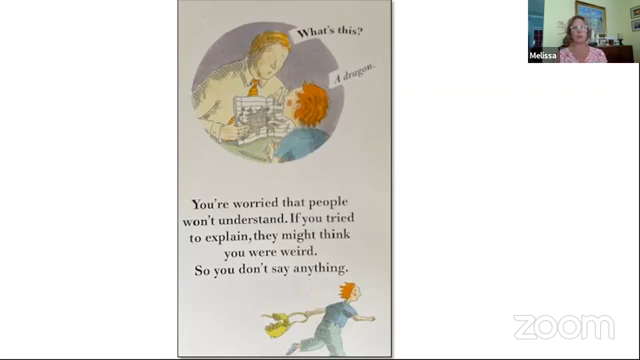 What's this?
A dragon.
You're worried that people
won't understand. If you tried
to explain, they might think
you were weird.
So you don't say anything.
Melissa
zoom